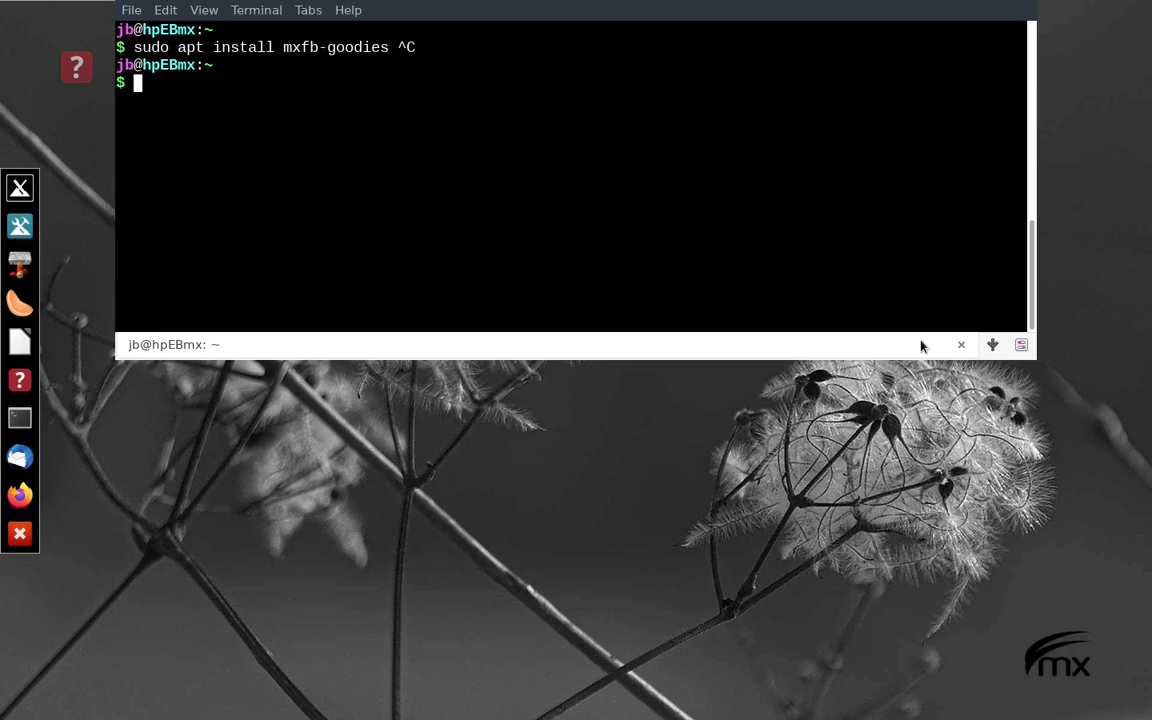 File Edit View Terminal Tabs Help
jb@hpEBmx:~
$ sudo apt install mxfb-goodies ^C
jb@hpEBmx:~
$
jb@hpEBmx: ~
?
?
mx